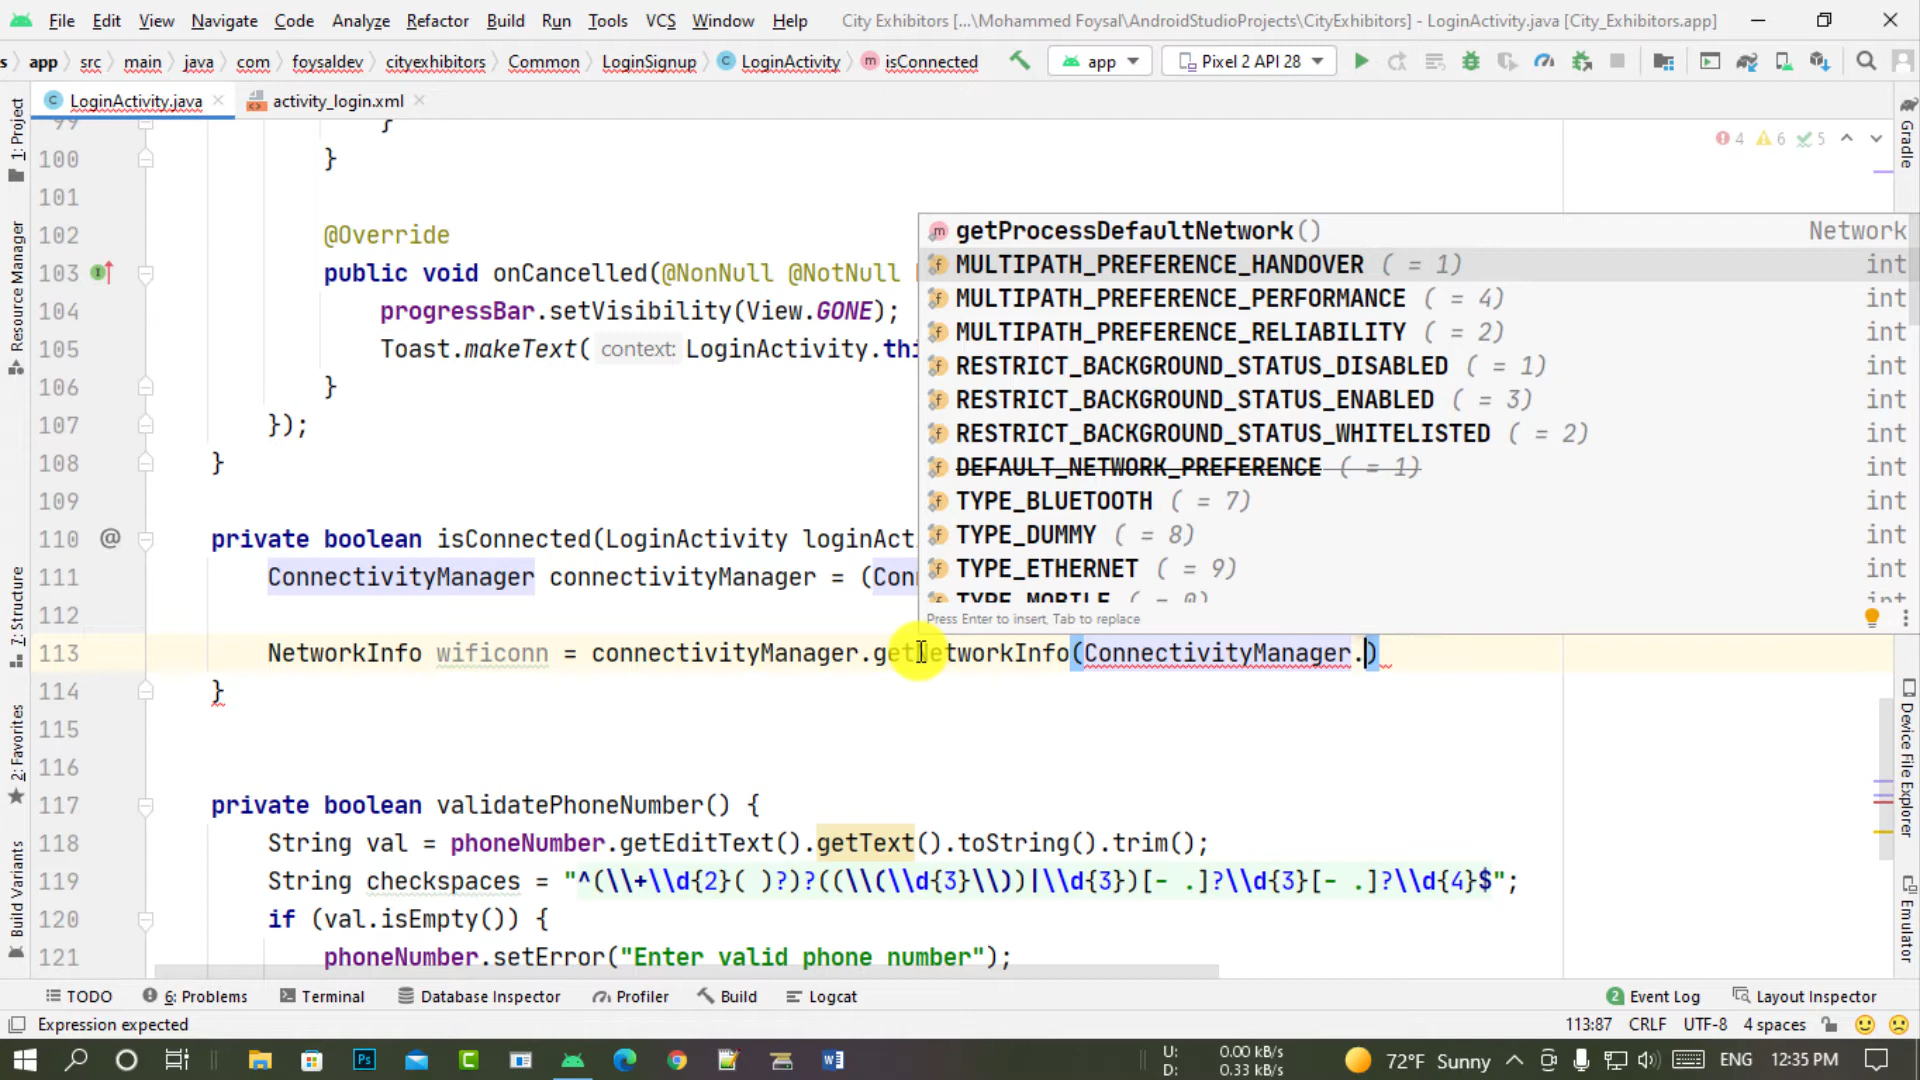 File Edit View Navigate Code Analyze Refactor Build Run Tools VCS Window Help City Exhibitors [...\Mohammed Foysal\AndroidStudioProjects\CityExhibitors] - LoginActivity.java [City_Exhibitors.app]
s app src main java com foysaldev cityexhibitors Common LoginSignup LoginActivity isConnected app Pixel 2 API 28
LoginActivity.java activity_login.xml
99 }
4 6 5
100 }
101
102 @Override
103 public void onCancelled(@NonNull @NotNull
104 progressBar.setVisibility(View.GONE);
105 Toast.makeText( context: LoginActivity.thi
106 }
107 });
108 }
109
110 @ private boolean isConnected(LoginActivity loginAct
111 ConnectivityManager connectivityManager = (Conn
112
113 NetworkInfo wificonn = connectivityManager.getNetworkInfo(ConnectivityManager.)
114 }
115
116
117 private boolean validatePhoneNumber() {
118 String val = phoneNumber.getEditText().getText().toString().trim();
119 String checkspaces = "^(\\+\\d{2}( )?)?((\\(\\d{3}\\))|\\d{3})[- .]?\\d{3}[- .]?\\d{4}$";
120 if (val.isEmpty()) {
121 phoneNumber.setError("Enter valid phone number");
getProcessDefaultNetwork() Network
MULTIPATH_PREFERENCE_HANDOVER ( = 1) int
MULTIPATH_PREFERENCE_PERFORMANCE ( = 4) int
MULTIPATH_PREFERENCE_RELIABILITY ( = 2) int
RESTRICT_BACKGROUND_STATUS_DISABLED ( = 1) int
RESTRICT_BACKGROUND_STATUS_ENABLED ( = 3) int
RESTRICT_BACKGROUND_STATUS_WHITELISTED ( = 2) int
DEFAULT_NETWORK_PREFERENCE ( = 1) int
TYPE_BLUETOOTH ( = 7) int
TYPE_DUMMY ( = 8) int
TYPE_ETHERNET ( = 9) int
TYPE_MOBILE ( = 0) int
Press Enter to insert, Tab to replace
1: Project
Resource Manager
7: Structure
2: Favorites
Build Variants
Gradle
Device File Explorer
Emulator
TODO 6: Problems Terminal Database Inspector Profiler Build Logcat 2 Event Log Layout Inspector
Expression expected 113:87 CRLF UTF-8 4 spaces
U: 0.00 kB/s
D: 0.33 kB/s
72°F Sunny ENG 12:35 PM